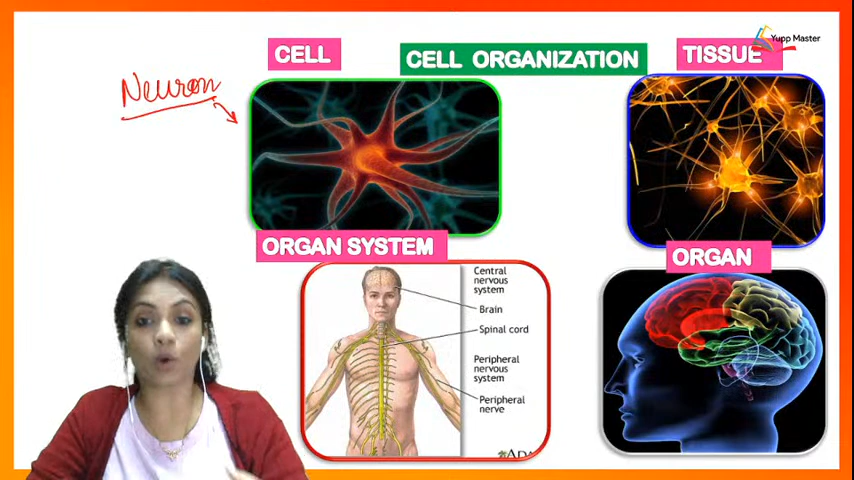 Yupp Master
CELL
CELL ORGANIZATION
TISSUE
Neuron
ORGAN SYSTEM
ORGAN
Central
nervous
system
Brain
Spinal cord
Peripheral
nervous
system
Peripheral
nerve